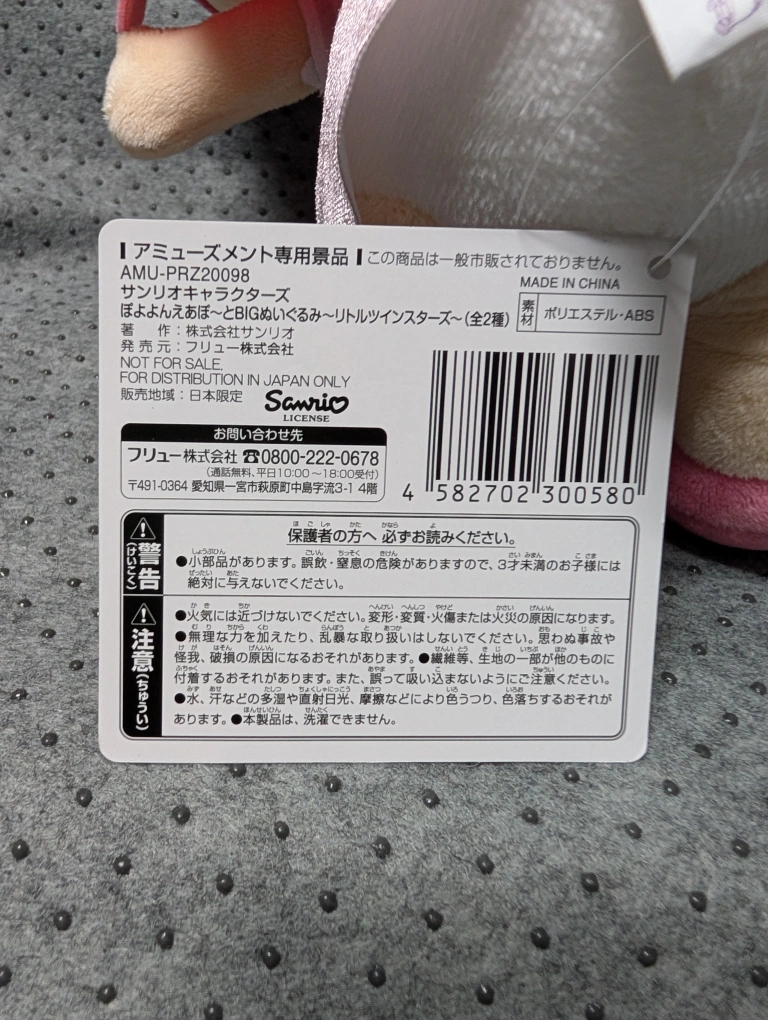 アミューズメント専用景品 この商品は一般市販されておりません。
AMU-PRZ20098
MADE IN CHINA
サンリオキャラクターズ
ぽよよんえあぽ〜とBIGぬいぐるみ〜リトルツインスターズ〜(全2種)
素材 ポリエステル・ABS
著 作:株式会社サンリオ
発売元:フリュー株式会社
NOT FOR SALE.
FOR DISTRIBUTION IN JAPAN ONLY
販売地域:日本限定
Sanrio
LICENSE
お問い合わせ先
フリュー株式会社 ☎0800-222-0678
(通話無料、平日10:00〜18:00受付)
〒491-0364 愛知県一宮市萩原町中島字流3-1 4階
4 582702 300580
警告(けいこく)
保護者の方へ 必ずお読みください。
●小部品があります。誤飲・窒息の危険がありますので、3才未満のお子様には
絶対に与えないでください。
注意(ちゅうい)
●火気には近づけないでください。変形・変質・火傷または火災の原因になります。
●無理な力を加えたり、乱暴な取り扱いはしないでください。思わぬ事故や
怪我、破損の原因になるおそれがあります。●繊維等、生地の一部が他のものに
付着するおそれがあります。また、誤って吸い込まないようにご注意ください。
●水、汗などの多湿や直射日光、摩擦などにより色うつり、色落ちするおそれが
あります。●本製品は、洗濯できません。